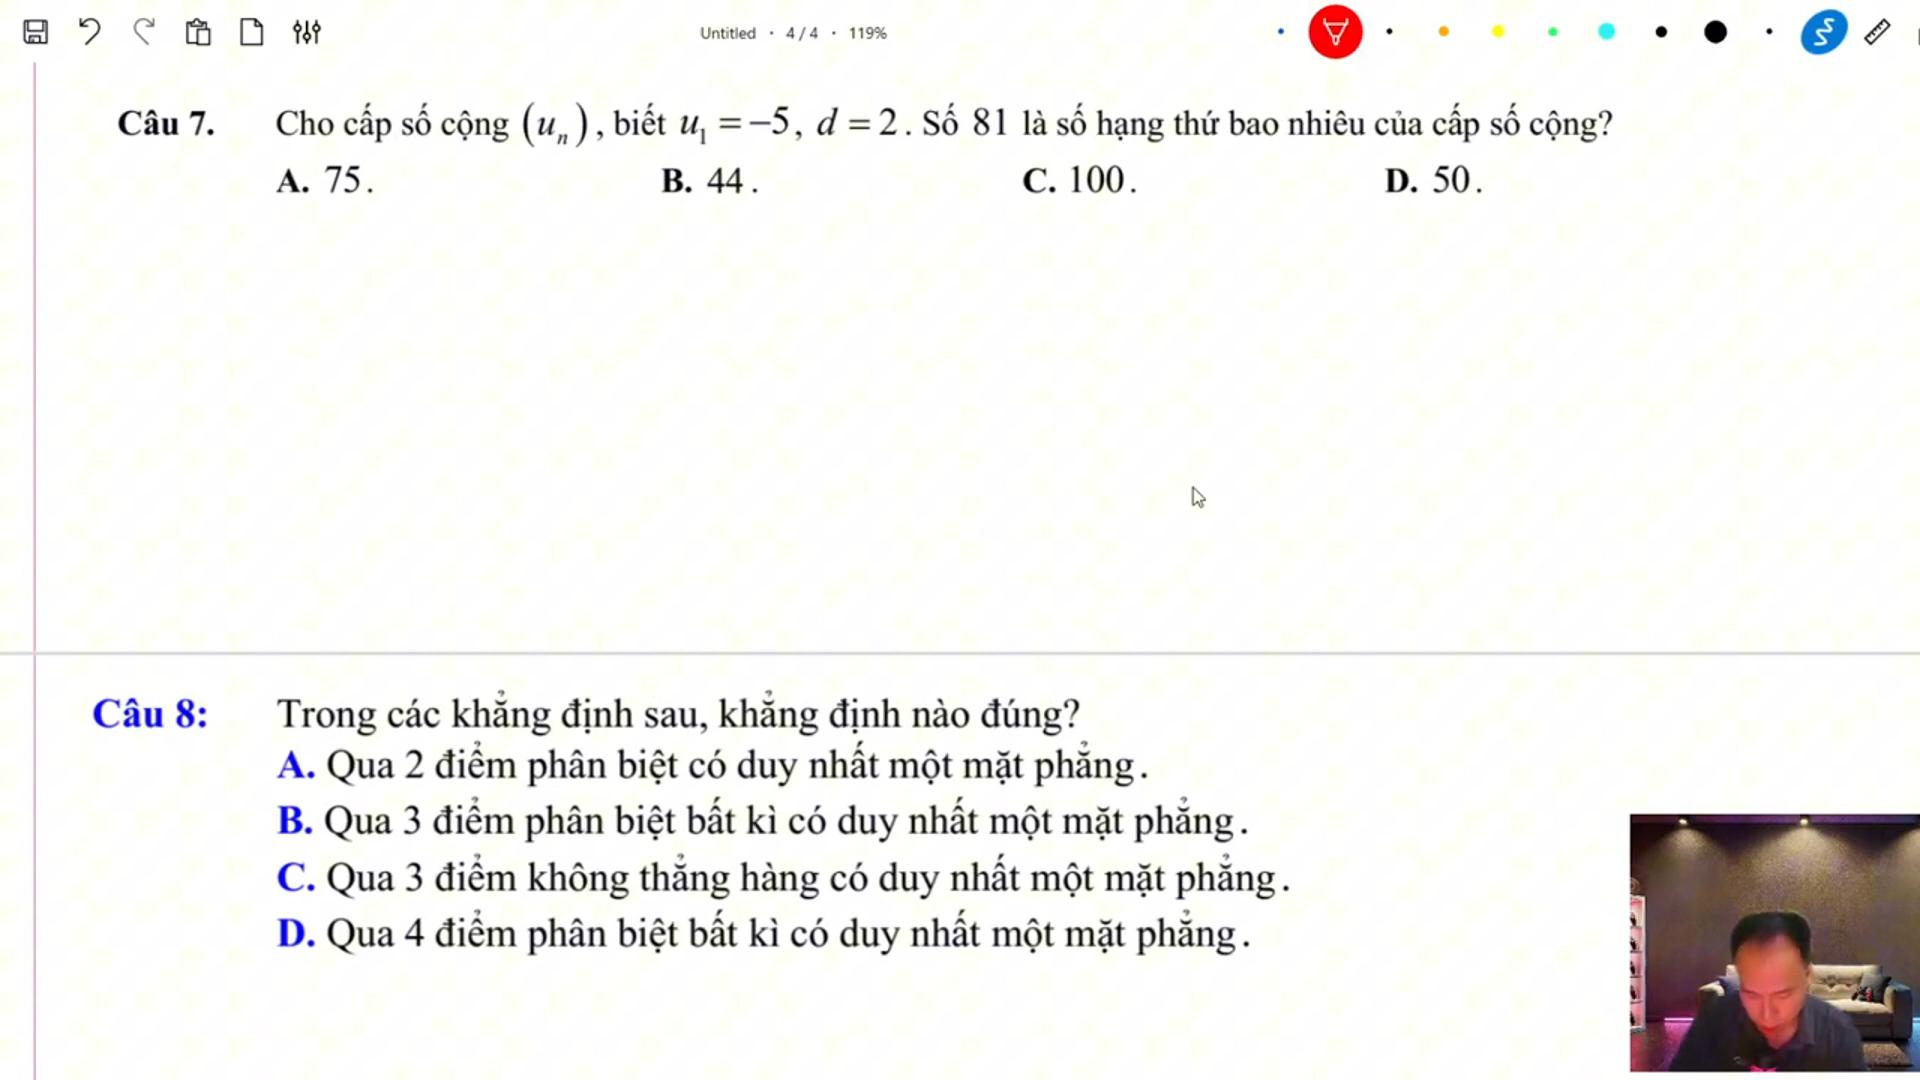 Untitled · 4 / 4 · 119%
Câu 7. Cho cấp số cộng (uₙ), biết u₁ = −5, d = 2. Số 81 là số hạng thứ bao nhiêu của cấp số cộng?
A. 75. B. 44. C. 100. D. 50.
Câu 8: Trong các khẳng định sau, khẳng định nào đúng?
A. Qua 2 điểm phân biệt có duy nhất một mặt phẳng.
B. Qua 3 điểm phân biệt bất kì có duy nhất một mặt phẳng.
C. Qua 3 điểm không thẳng hàng có duy nhất một mặt phẳng.
D. Qua 4 điểm phân biệt bất kì có duy nhất một mặt phẳng.